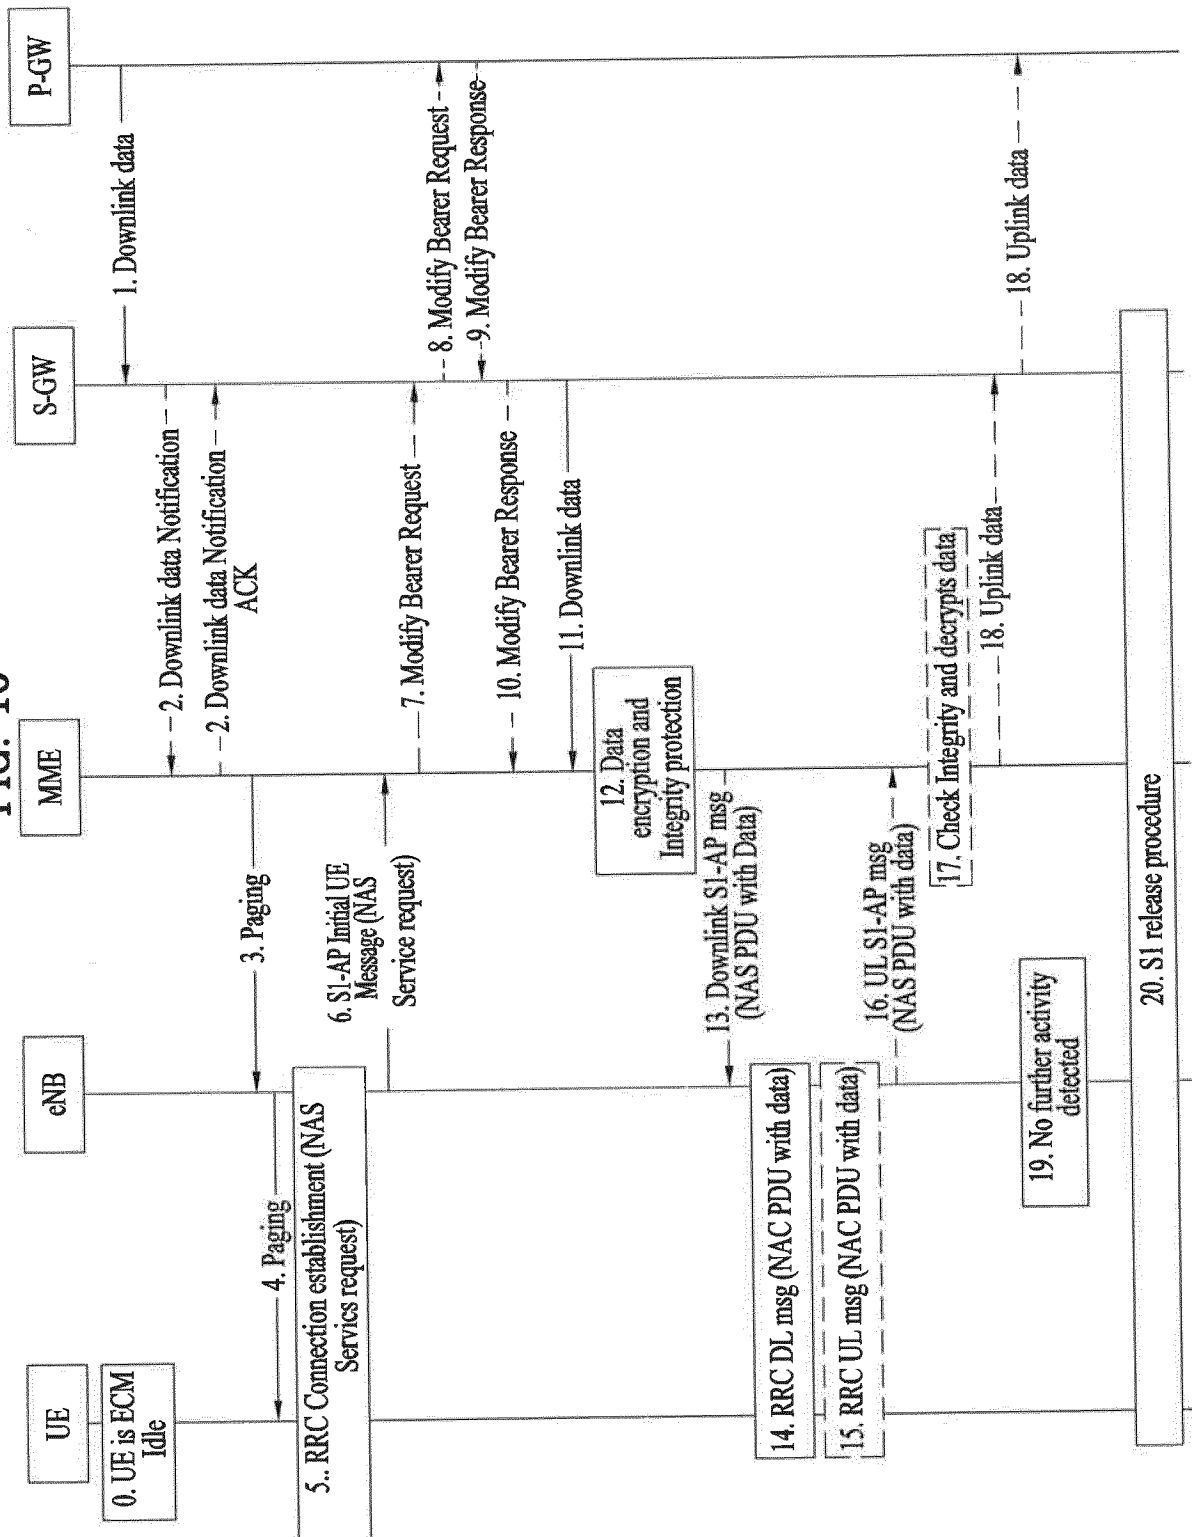 UE
eNB
MME
S-GW
P-GW
0. UE is ECM
Idle
1. Downlink data
2. Downlink data Notification
2. Downlink data Notification
ACK
3. Paging
4. Paging
5.. RRC Connection establishment (NAS
Servics request)
6. S1-AP Initial UE
Message (NAS
Service request)
7. Modify Bearer Request
8. Modify Bearer Request
9. Modify Bearer Response
10. Modify Bearer Response
11. Downlink data
12. Data
encryption and
Integrity protection
13. Downlink S1-AP msg
(NAS PDU with Data)
14. RRC DL msg (NAC PDU with data)
15. RRC UL msg (NAC PDU with data)
16. UL S1-AP msg
(NAS PDU with data)
17. Check Integrity and decrypts data
18. Uplink data
18. Uplink data
19. No further activity
detected
20. S1 release procedure